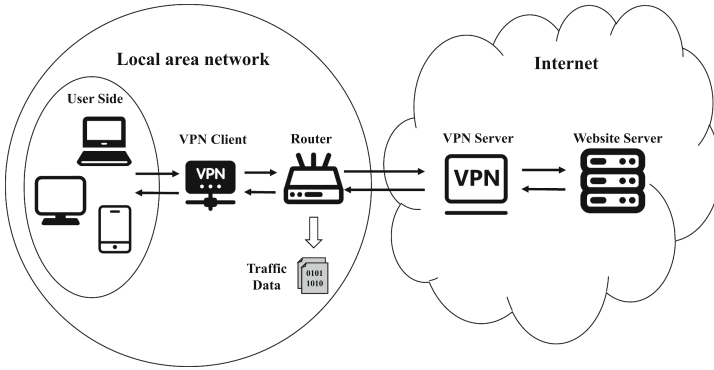 Local area network
Internet
User Side
VPN Client
Router
VPN Server
Website Server
VPN
VPN
Traffic
Data
0101
1010